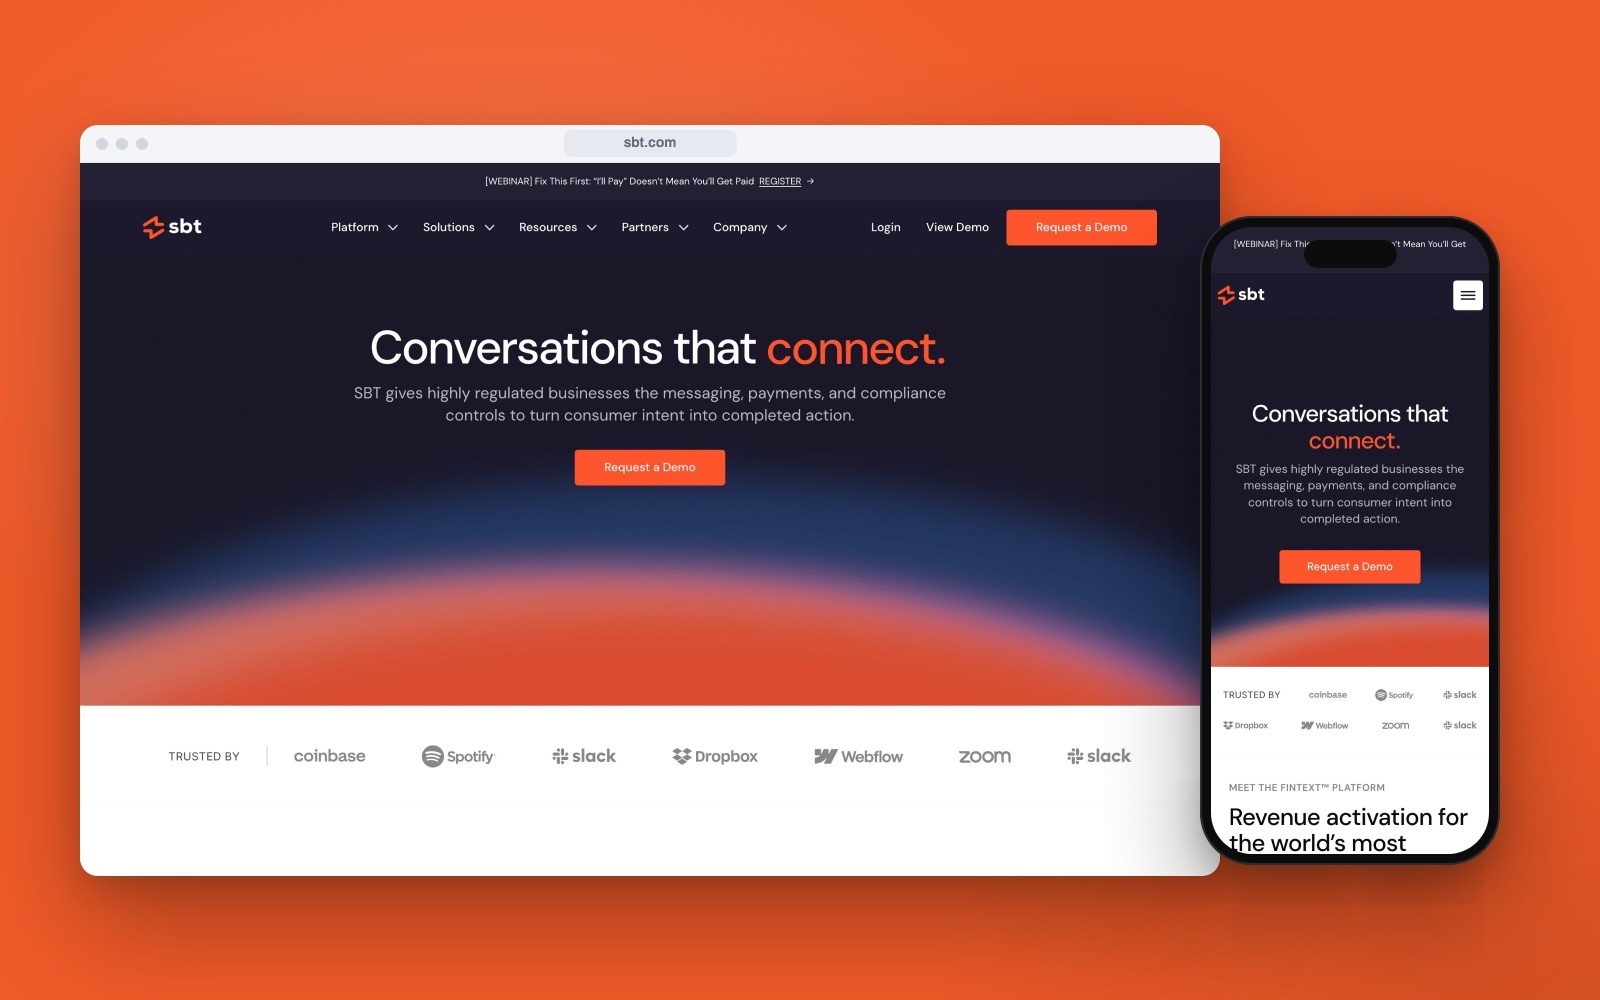 sbt.com
[WEBINAR] Fix This First: “I’ll Pay” Doesn’t Mean You’ll Get Paid REGISTER →
sbt
Platform
Solutions
Resources
Partners
Company
Login
View Demo
Request a Demo
Conversations that connect.
SBT gives highly regulated businesses the messaging, payments, and compliance
controls to turn consumer intent into completed action.
Request a Demo
TRUSTED BY
coinbase
Spotify
slack
Dropbox
Webflow
zoom
slack
[WEBINAR] Fix Mean You’ll Get
sbt
Conversations that
connect.
SBT gives highly regulated businesses the
messaging, payments, and compliance
controls to turn consumer intent into
completed action.
Request a Demo
TRUSTED BY
coinbase
Spotify
slack
Dropbox
Webflow
zoom
slack
MEET THE FINTEXT™ PLATFORM
Revenue activation for
the world’s most